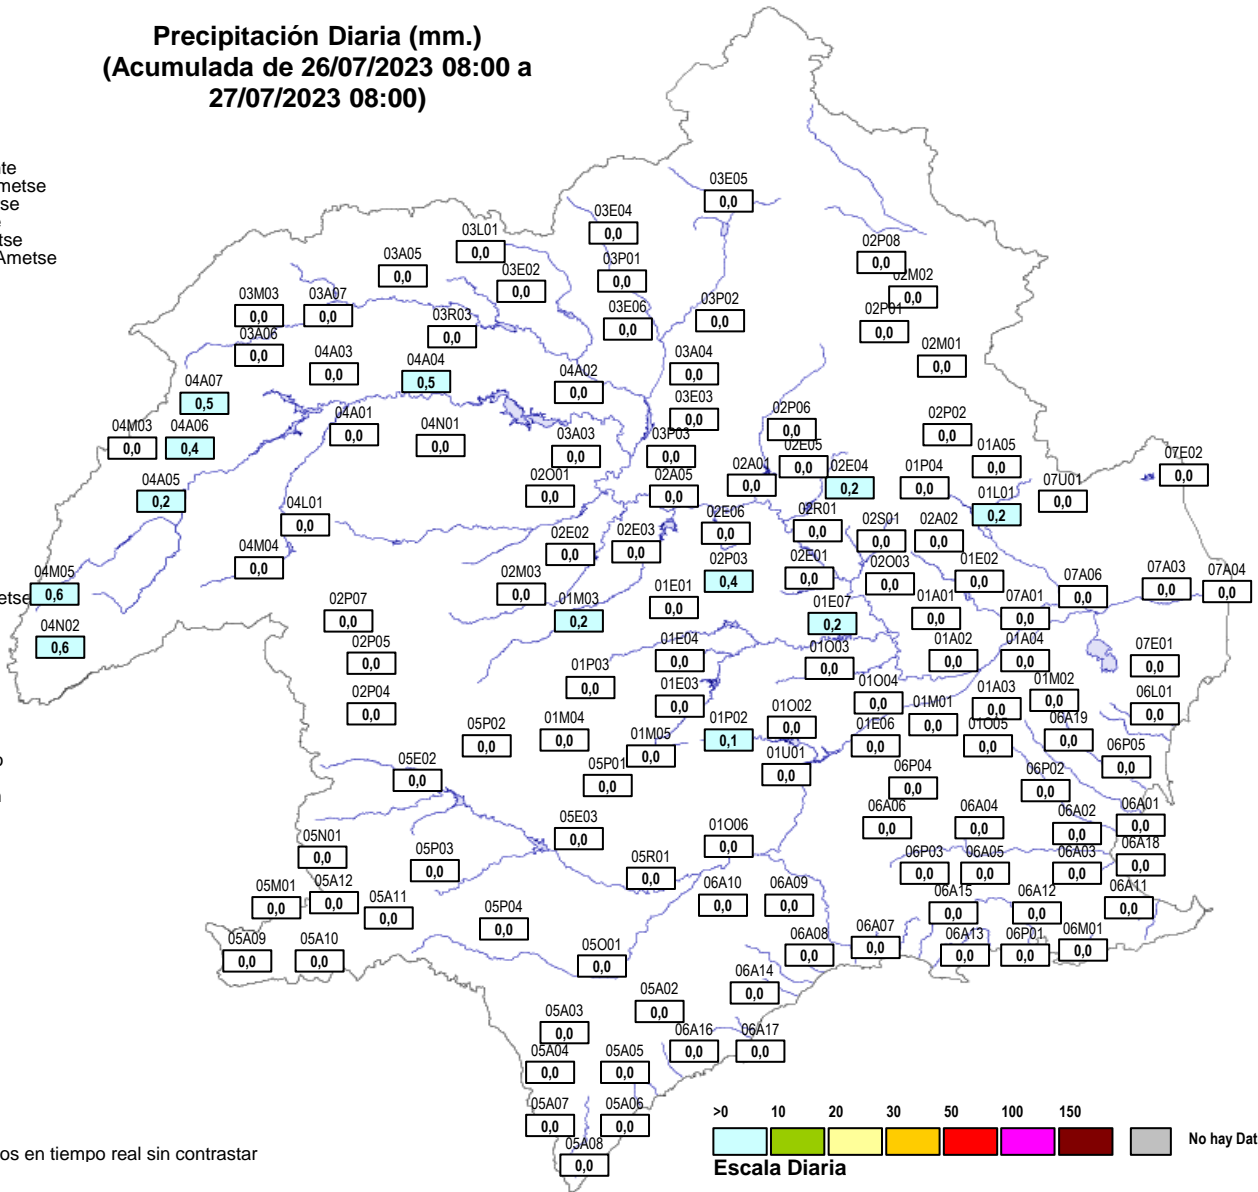 Precipitación Diaria (mm.)
(Acumulada de 26/07/2023 08:00 a
27/07/2023 08:00)
03E05
0,0
03E04
0,0
03L01
0,0
03P01
0,0
02P08
0,0
03A05
0,0
03E02
0,0
02M02
0,0
03M03
0,0
03A07
0,0
03P02
0,0
03E06
0,0
02P01
0,0
03R03
0,0
03A06
0,0
04A03
0,0
04A04
0,5
03A04
0,0
02M01
0,0
04A02
0,0
04A07
0,5
03E03
0,0
04A01
0,0
04N01
0,0
02P06
0,0
02P02
0,0
04M03
0,0
04A06
0,4
03A03
0,0
03P03
0,0
02E05
0,0
01A05
0,0
07E02
0,0
04A05
0,2
02O01
0,0
02A05
0,0
02A01
0,0
02E04
0,2
01P04
0,0
01L01
0,2
07U01
0,0
04L01
0,0
02E06
0,0
02R01
0,0
02S01
0,0
02A02
0,0
02E02
0,0
02E03
0,0
04M04
0,0
02P03
0,4
02E01
0,0
02O03
0,0
01E02
0,0
04M05
0,6
etse
02M03
0,0
01M03
0,2
01E01
0,0
01E07
0,2
01A01
0,0
07A01
0,0
07A06
0,0
07A03
0,0
07A04
0,0
04N02
0,6
02P07
0,0
02P05
0,0
01E04
0,0
01O03
0,0
01A02
0,0
01A04
0,0
07E01
0,0
01P03
0,0
01E03
0,0
01O04
0,0
01A03
0,0
01M02
0,0
06L01
0,0
02P04
0,0
05P02
0,0
01M04
0,0
01M05
0,0
01P02
0,1
01O02
0,0
01E06
0,0
01M01
0,0
01O05
0,0
06A19
0,0
06P05
0,0
05E02
0,0
05P01
0,0
01U01
0,0
06P04
0,0
06P02
0,0
05E03
0,0
01O06
0,0
06A06
0,0
06A04
0,0
06A02
0,0
06A01
0,0
05N01
0,0
05P03
0,0
05R01
0,0
06P03
0,0
06A05
0,0
06A03
0,0
06A18
0,0
05M01
0,0
05A12
0,0
05A11
0,0
06A10
0,0
06A09
0,0
06A15
0,0
06A12
0,0
06A11
0,0
05P04
0,0
05A09
0,0
05A10
0,0
05O01
0,0
06A08
0,0
06A07
0,0
06A13
0,0
06P01
0,0
06M01
0,0
06A14
0,0
05A02
0,0
05A03
0,0
06A16
0,0
06A17
0,0
05A04
0,0
05A05
0,0
05A07
0,0
05A06
0,0
05A08
0,0
>0 10 20 30 50 100 150
No hay Dat
Escala Diaria
os en tiempo real sin contrastar